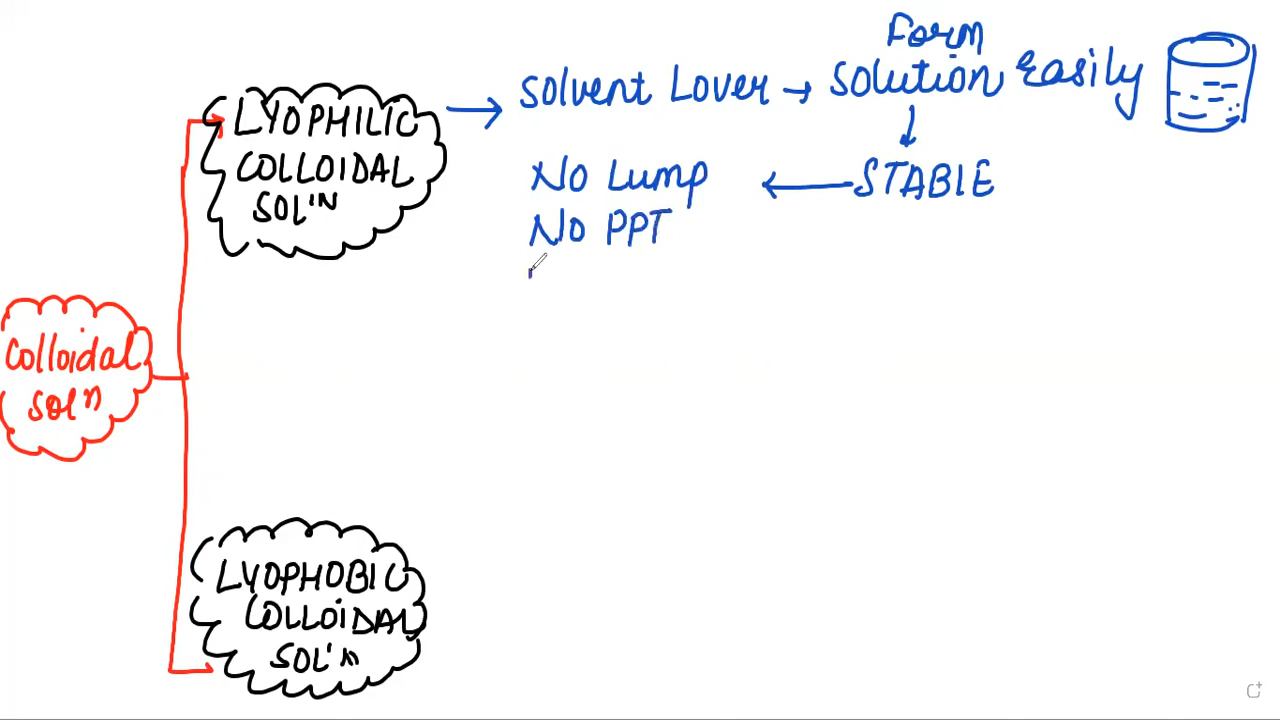 Form
Solvent Lover → Solution Easily
LYOPHILIC
COLLOIDAL
SOL'N
No Lump ← STABLE
No PPT
Colloidal
Sol'n
LYOPHOBIC
COLLOIDAL
SOL'n